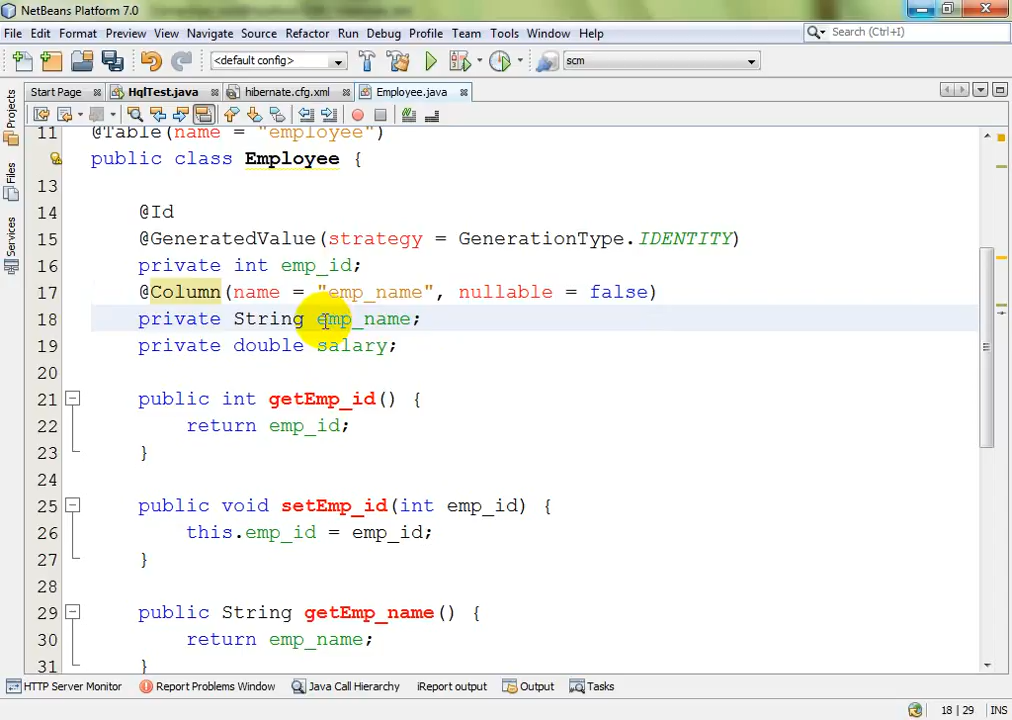 NetBeans Platform 7.0
File Edit Format Preview View Navigate Source Refactor Run Debug Profile Team Tools Window Help
Search (Ctrl+I)
<default config>
scm
Start Page
HqlTest.java
hibernate.cfg.xml
Employee.java
Projects
Files
Services
11 @Table(name = "employee")
public class Employee {
13
14 @Id
15 @GeneratedValue(strategy = GenerationType.IDENTITY)
16 private int emp_id;
17 @Column(name = "emp_name", nullable = false)
18 private String emp_name;
19 private double salary;
20
21 public int getEmp_id() {
22 return emp_id;
23 }
24
25 public void setEmp_id(int emp_id) {
26 this.emp_id = emp_id;
27 }
28
29 public String getEmp_name() {
30 return emp_name;
31 }
HTTP Server Monitor
Report Problems Window
Java Call Hierarchy
iReport output
Output
Tasks
18 | 29 INS